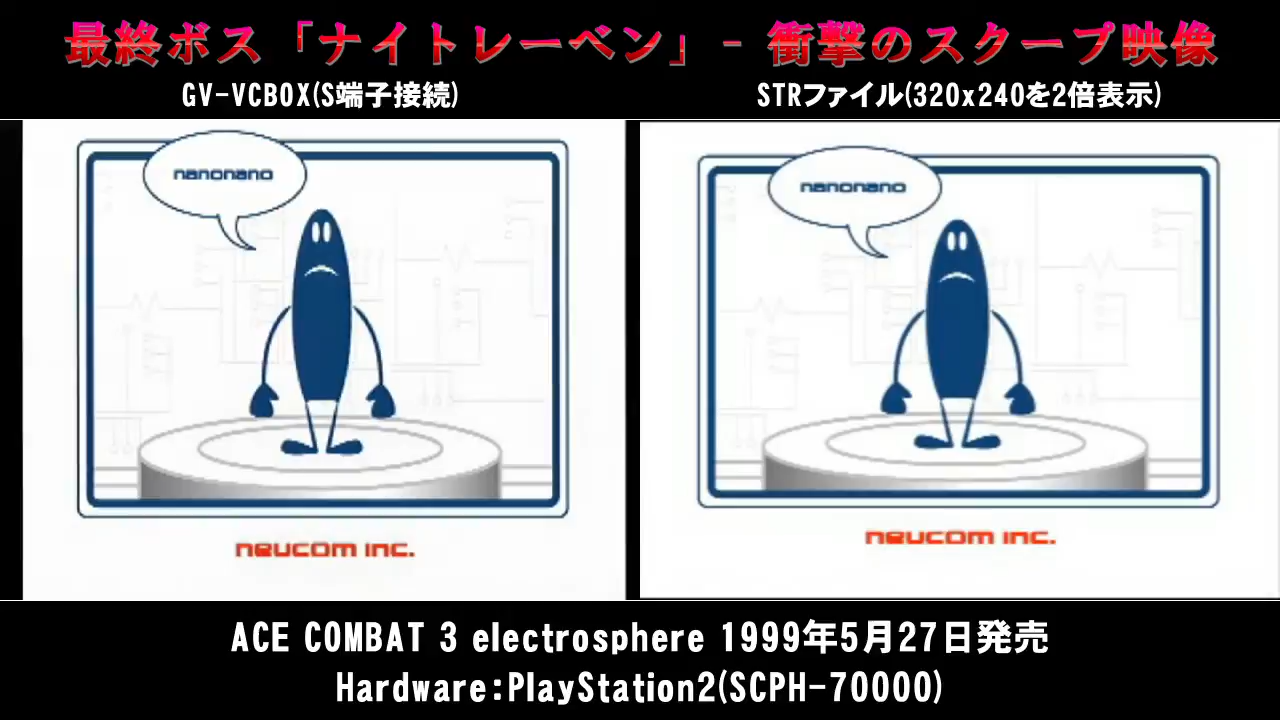 最終ボス「ナイトレーベン」- 衝撃のスクープ映像
GV-VCBOX(S端子接続)
STRファイル(320x240を2倍表示)
nanonano
nanonano
neucom inc.
neucom inc.
ACE COMBAT 3 electrosphere 1999年5月27日発売
Hardware:PlayStation2(SCPH-70000)